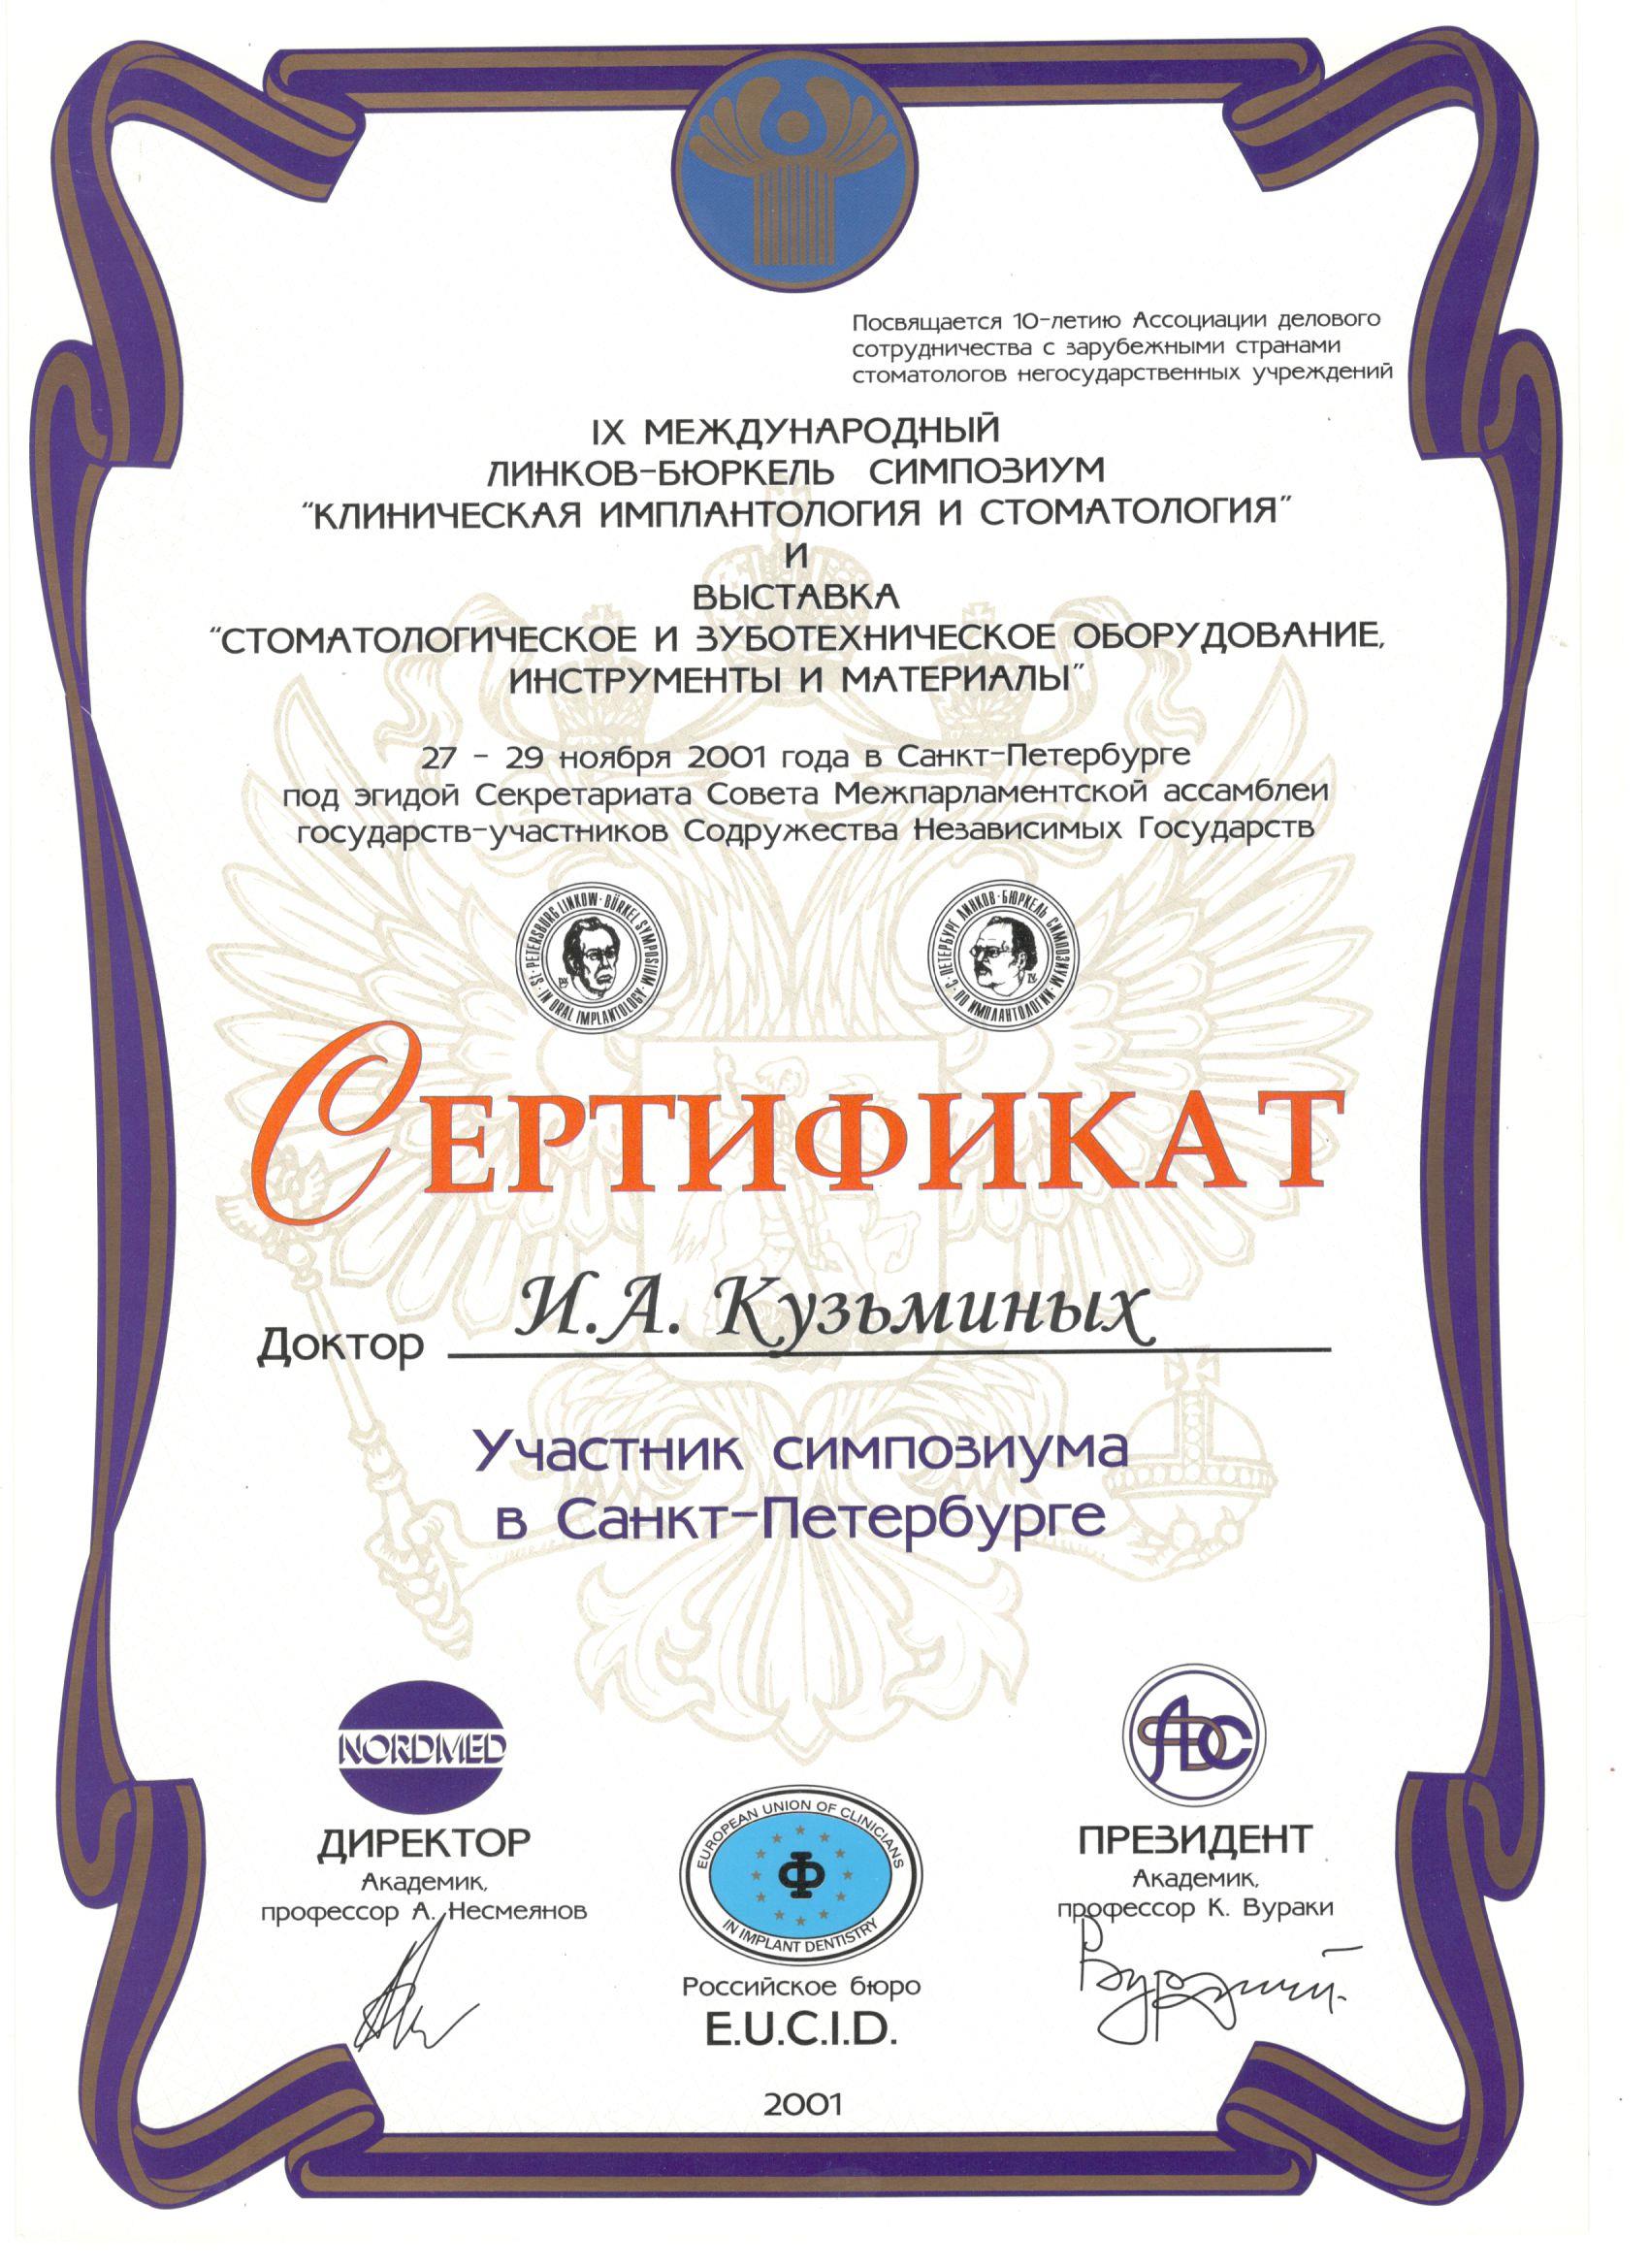 Посвящается 10-летию Ассоциации делового
сотрудничества с зарубежными странами
стоматологов негосударственных учреждений
IX МЕЖДУНАРОДНЫЙ
ЛИНКОВ-БЮРКЕЛЬ СИМПОЗИУМ
“КЛИНИЧЕСКАЯ ИМПЛАНТОЛОГИЯ И СТОМАТОЛОГИЯ”
И
ВЫСТАВКА
“СТОМАТОЛОГИЧЕСКОЕ И ЗУБОТЕХНИЧЕСКОЕ ОБОРУДОВАНИЕ,
ИНСТРУМЕНТЫ И МАТЕРИАЛЫ”
27 - 29 ноября 2001 года в Санкт-Петербурге
под эгидой Секретариата Совета Межпарламентской ассамблеи
государств-участников Содружества Независимых Государств
ST·PETERSBURG LINKOW·BÜRKEL SYMPOSIUM·IN ORAL IMPLANTOLOGY·
С·ПЕТЕРБУРГ ЛИНКОВ·БЮРКЕЛЬ СИМПОЗИУМ·ПО ИМПЛАНТОЛОГИИ·
СЕРТИФИКАТ
Доктор И.А. Кузьминых
Участник симпозиума
в Санкт-Петербурге
NORDMED
АДС
ДИРЕКТОР
Академик,
профессор А. Несмеянов
ПРЕЗИДЕНТ
Академик,
профессор К. Вураки
EUROPEAN UNION OF CLINICIANS
Ф
IN IMPLANT DENTISTRY
Российское бюро
E.U.C.I.D.
2001